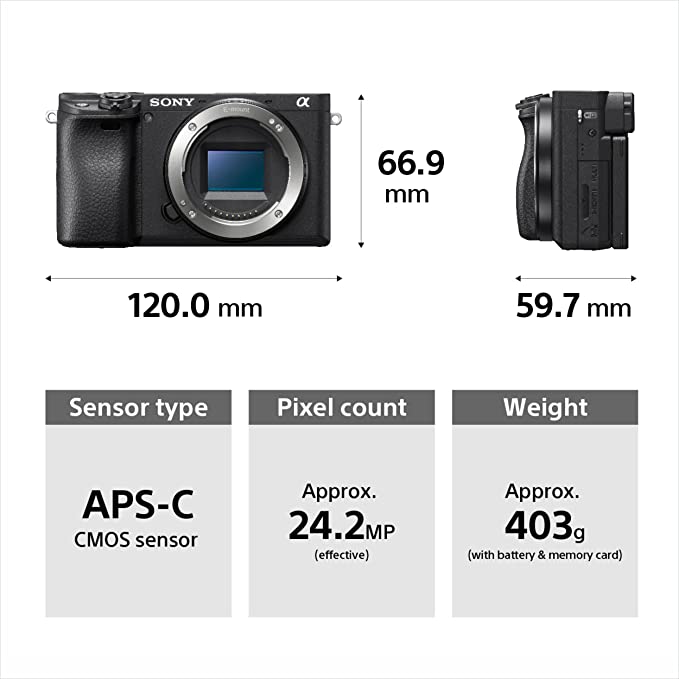 SONY
α
E-mount
66.9
mm
120.0 mm
59.7 mm
Sensor type
APS-C
CMOS sensor
Pixel count
Approx.
24.2MP
(effective)
Weight
Approx.
403g
(with battery & memory card)